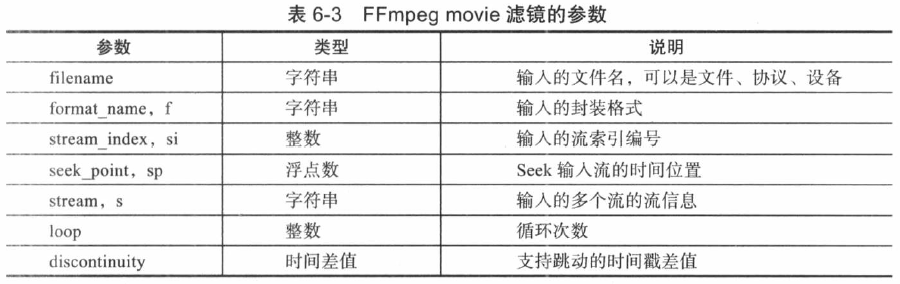 表 6-3 FFmpeg movie 滤镜的参数
参数 类型 说明
filename 字符串 输入的文件名，可以是文件、协议、设备
format_name，f 字符串 输入的封装格式
stream_index，si 整数 输入的流索引编号
seek_point，sp 浮点数 Seek 输入流的时间位置
stream，s 字符串 输入的多个流的流信息
loop 整数 循环次数
discontinuity 时间差值 支持跳动的时间戳差值